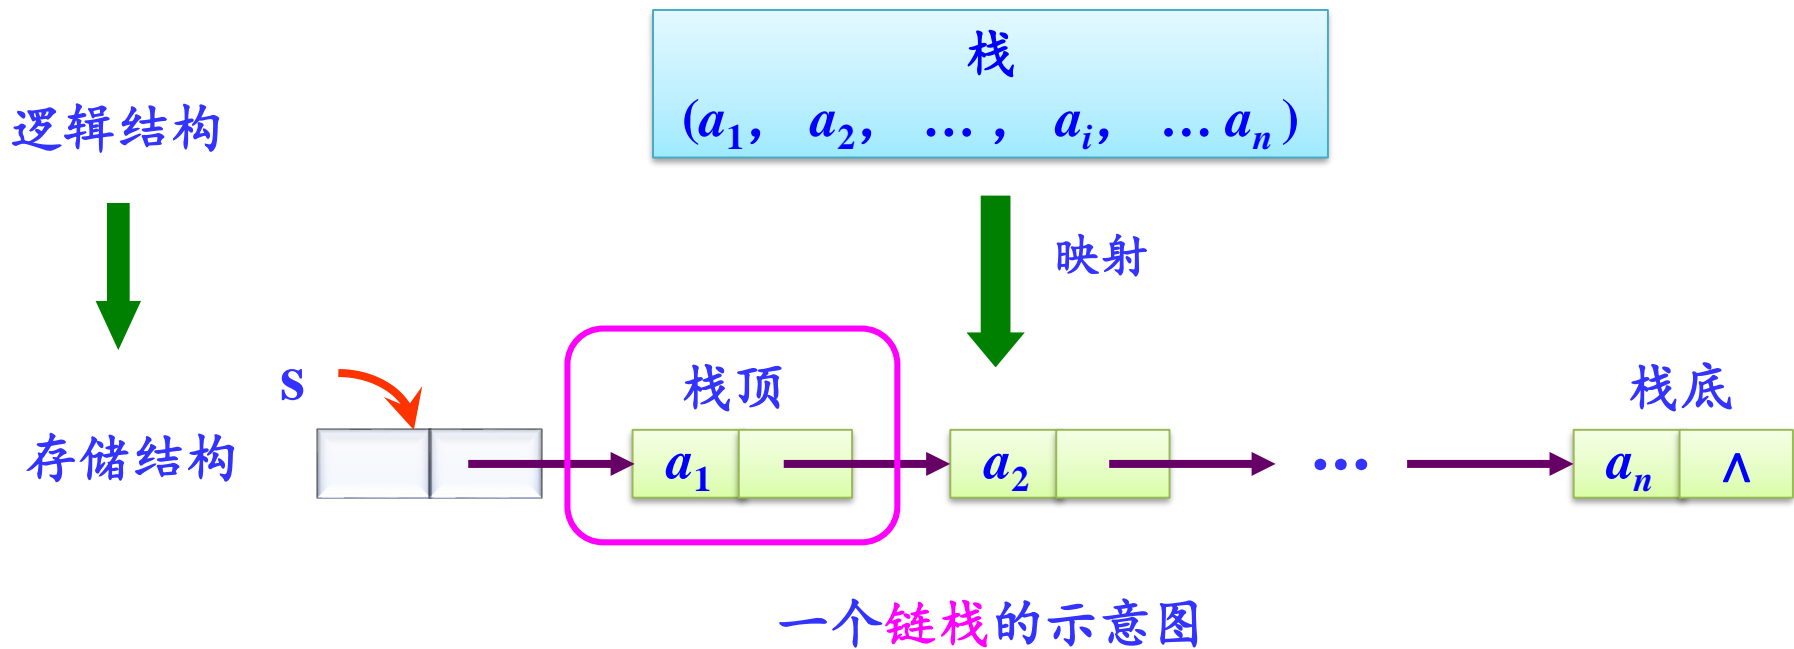 栈
逻辑结构
(a1, a2, … , ai, … an)
映射
s
栈顶
栈底
存储结构
a1
a2
…
an
∧
一个链栈的示意图